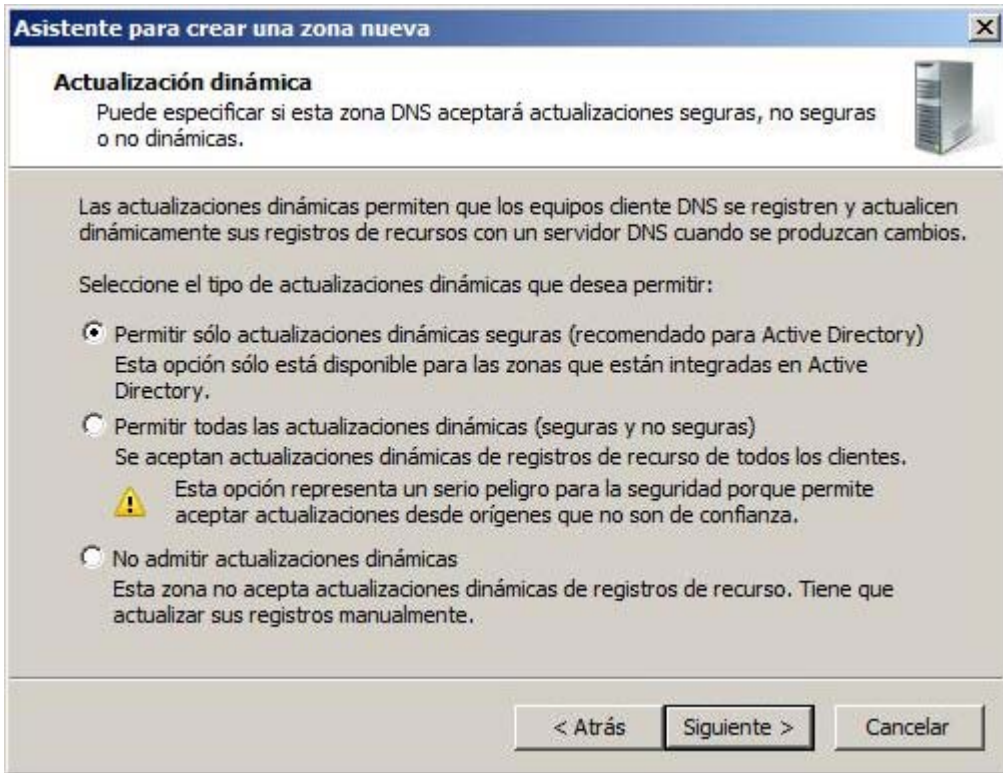 Asistente para crear una zona nueva
Actualización dinámica
Puede especificar si esta zona DNS aceptará actualizaciones seguras, no seguras
o no dinámicas.
Las actualizaciones dinámicas permiten que los equipos cliente DNS se registren y actualicen
dinámicamente sus registros de recursos con un servidor DNS cuando se produzcan cambios.
Seleccione el tipo de actualizaciones dinámicas que desea permitir:
Permitir sólo actualizaciones dinámicas seguras (recomendado para Active Directory)
Esta opción sólo está disponible para las zonas que están integradas en Active
Directory.
Permitir todas las actualizaciones dinámicas (seguras y no seguras)
Se aceptan actualizaciones dinámicas de registros de recurso de todos los clientes.
Esta opción representa un serio peligro para la seguridad porque permite
aceptar actualizaciones desde orígenes que no son de confianza.
No admitir actualizaciones dinámicas
Esta zona no acepta actualizaciones dinámicas de registros de recurso. Tiene que
actualizar sus registros manualmente.
< Atrás Siguiente > Cancelar